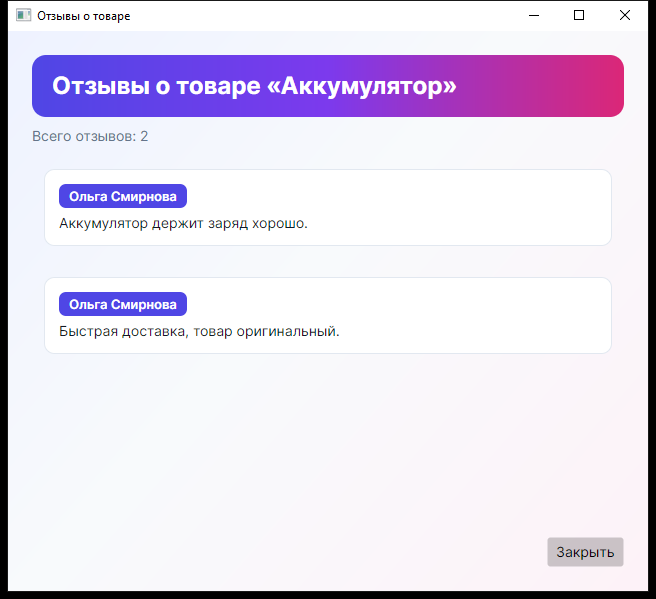 Отзывы о товаре
Отзывы о товаре «Аккумулятор»
Всего отзывов: 2
Ольга Смирнова
Аккумулятор держит заряд хорошо.
Ольга Смирнова
Быстрая доставка, товар оригинальный.
Закрыть